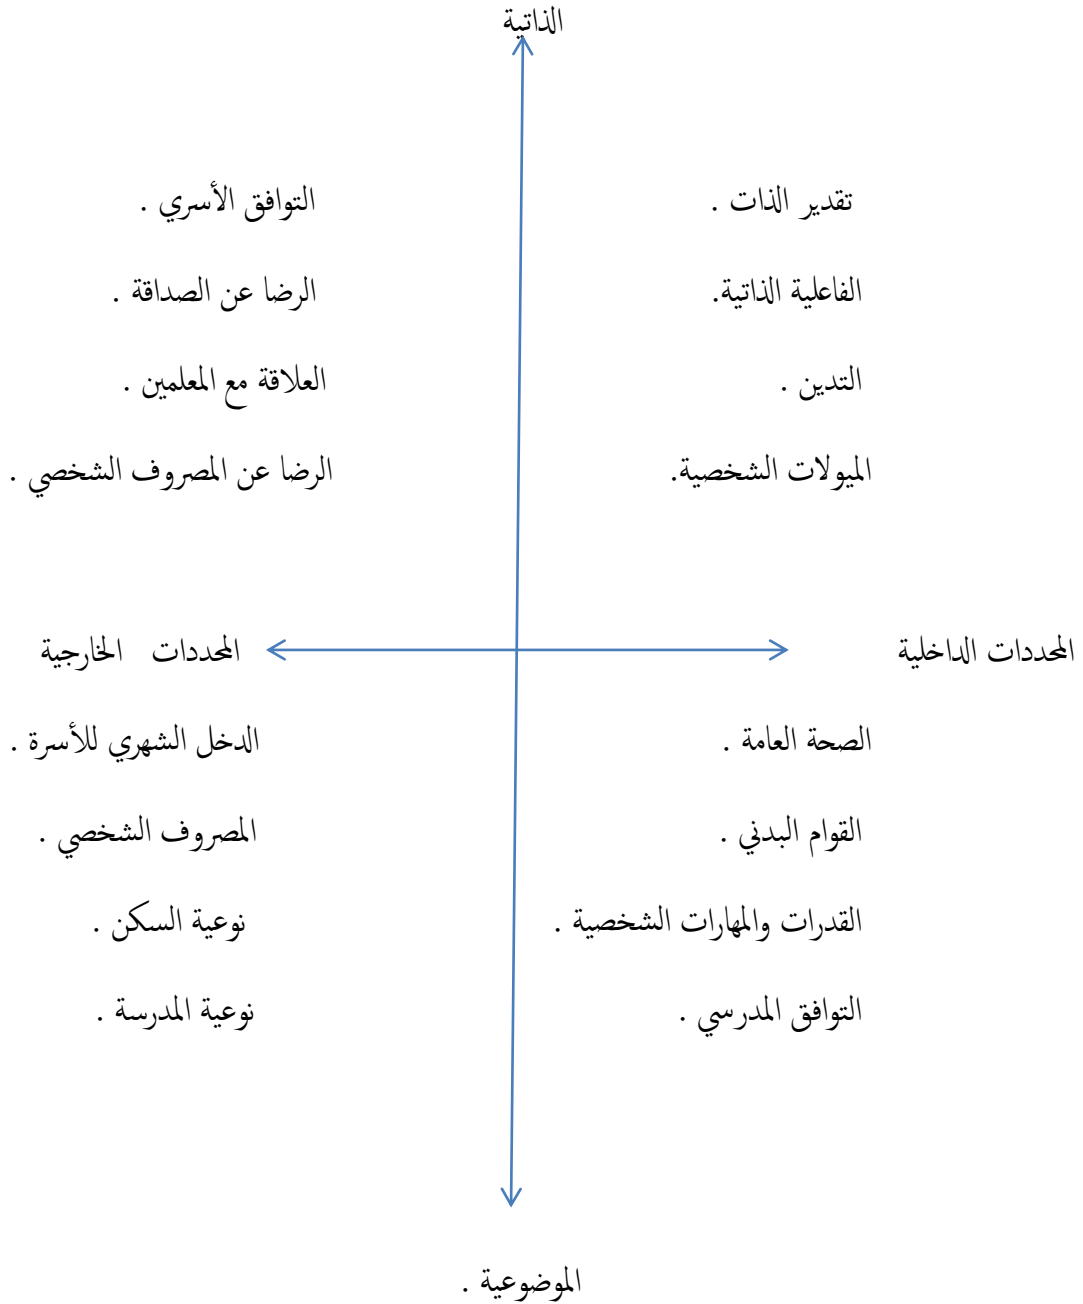 الذاتية
تقدير الذات . التوافق الأسري .
الفاعلية الذاتية. الرضا عن الصداقة .
التدين . العلاقة مع المعلمين .
الميولات الشخصية. الرضا عن المصروف الشخصي .
المحددات الداخلية المحددات الخارجية
الصحة العامة . الدخل الشهري للأسرة .
القوام البدني . المصروف الشخصي .
القدرات والمهارات الشخصية . نوعية السكن .
التوافق المدرسي . نوعية المدرسة .
الموضوعية .